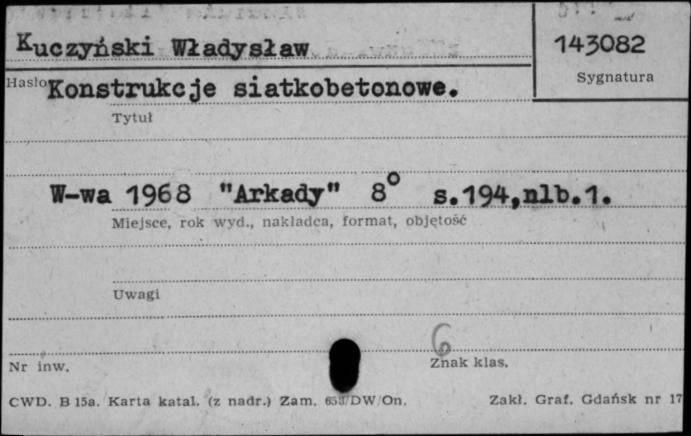 Kuczyński Władysław
143082
Hasło
Sygnatura
Konstrukcje siatkobetonowe.
Tytuł
W-wa 1968 "Arkady" 8° s.194,nlb.1.
Miejsce, rok wyd., nakładca, format, objętość
Uwagi
6
Nr inw.
Znak klas.
CWD. B 15a. Karta katal. (z nadr.) Zam. DW/On.
Zakł. Graf. Gdańsk nr 17